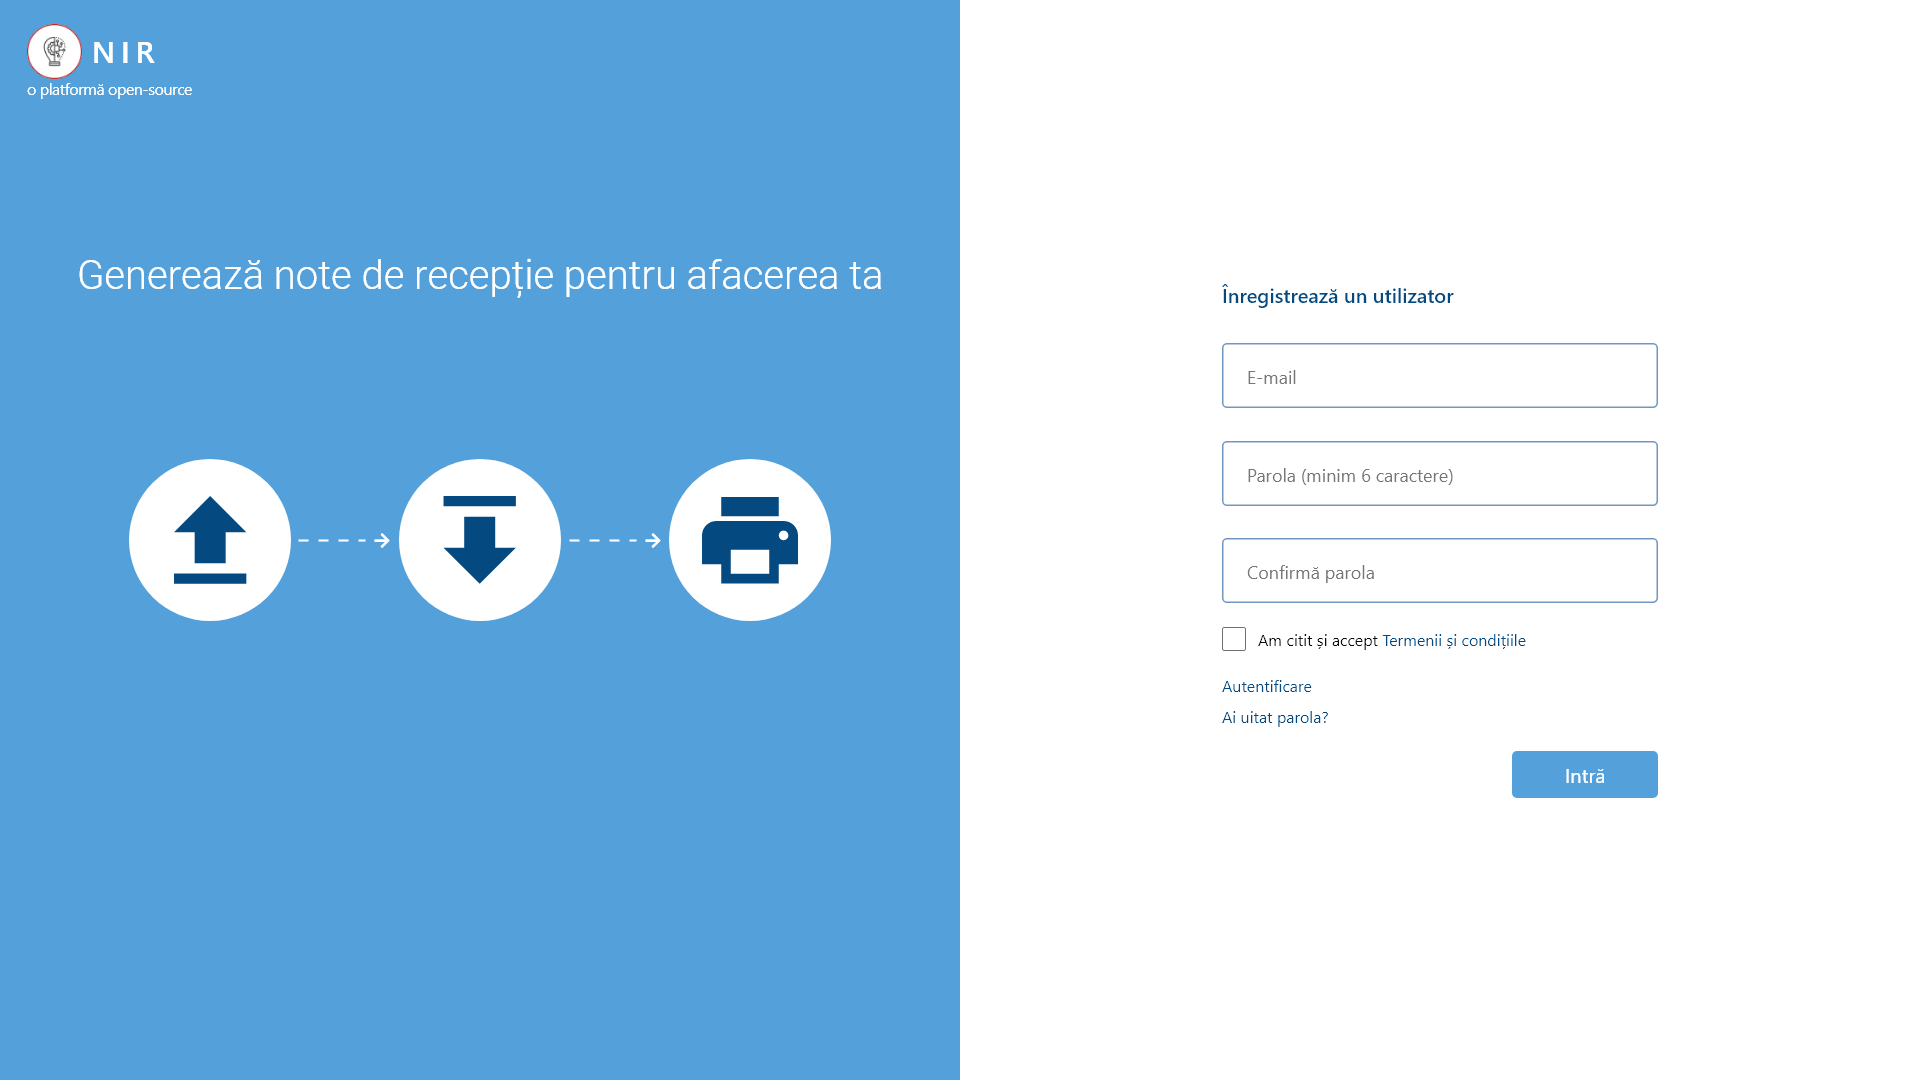 NIR
o platformă open-source
Generează note de recepție pentru afacerea ta
Înregistrează un utilizator
E-mail
Parola (minim 6 caractere)
Confirmă parola
Am citit și accept Termenii și condițiile
Autentificare
Ai uitat parola?
Intră